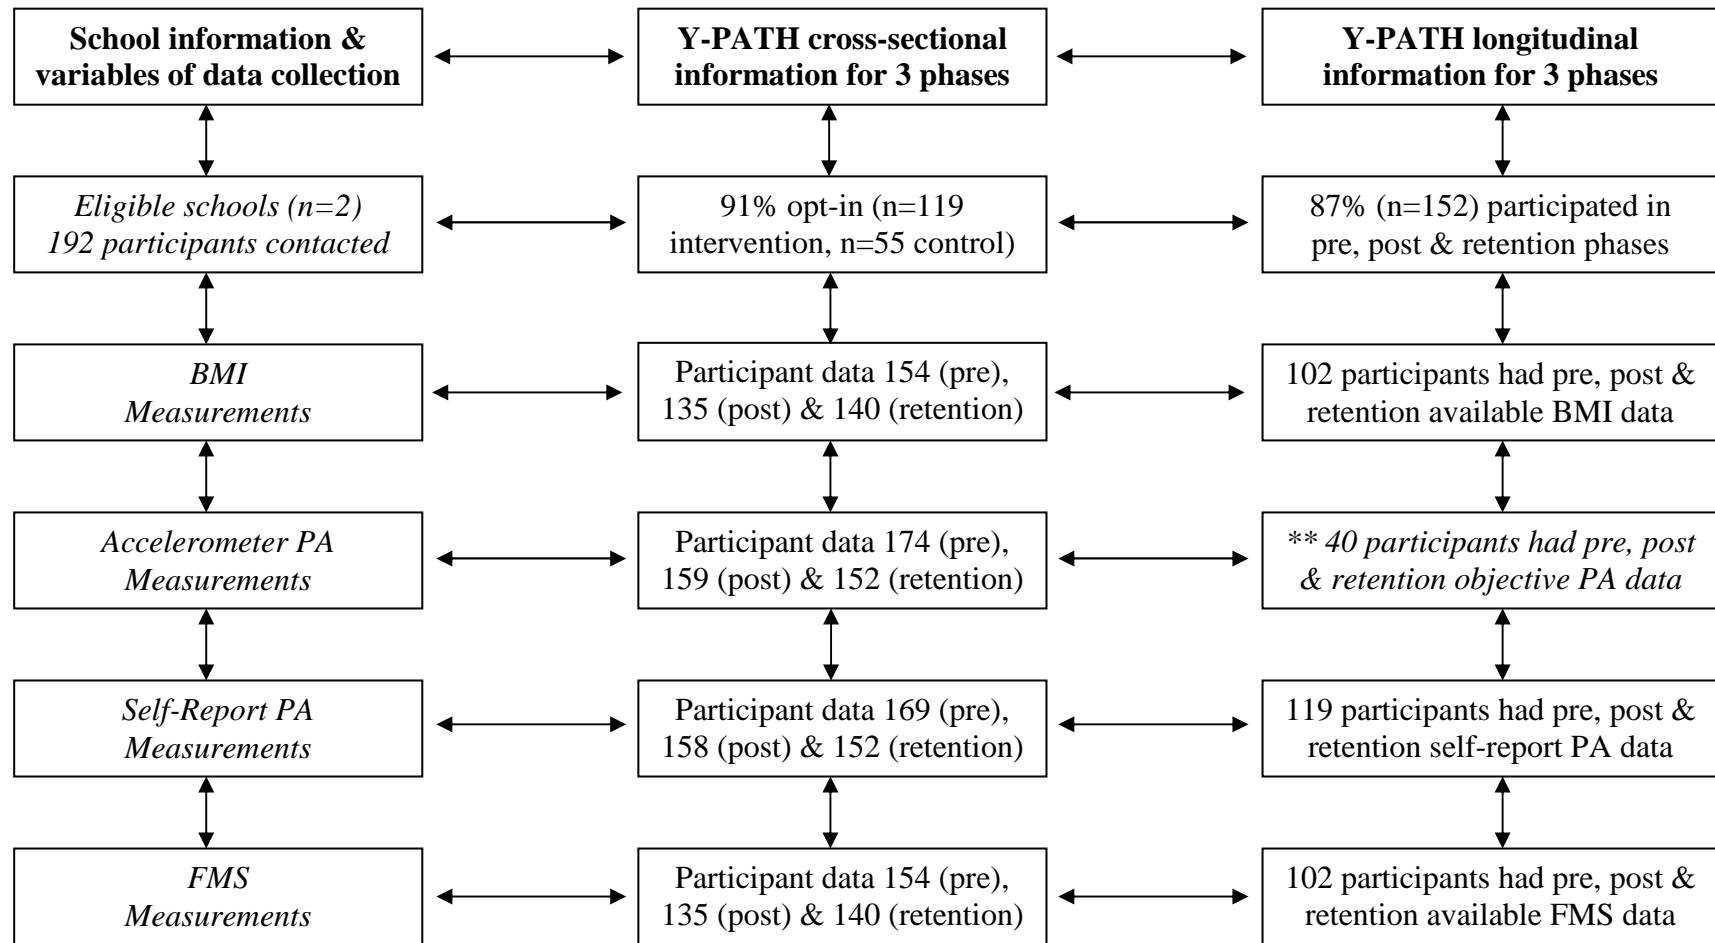 School information &
variables of data collection
Y-PATH cross-sectional
information for 3 phases
Y-PATH longitudinal
information for 3 phases
Eligible schools (n=2)
192 participants contacted
91% opt-in (n=119
intervention, n=55 control)
87% (n=152) participated in
pre, post & retention phases
BMI
Measurements
Participant data 154 (pre),
135 (post) & 140 (retention)
102 participants had pre, post &
retention available BMI data
Accelerometer PA
Measurements
Participant data 174 (pre),
159 (post) & 152 (retention)
** 40 participants had pre, post
& retention objective PA data
Self-Report PA
Measurements
Participant data 169 (pre),
158 (post) & 152 (retention)
119 participants had pre, post &
retention self-report PA data
FMS
Measurements
Participant data 154 (pre),
135 (post) & 140 (retention)
102 participants had pre, post &
retention available FMS data